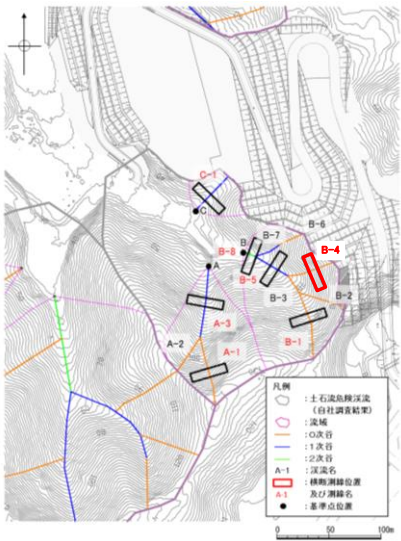 C-1
C
B-7
B-6
B
B-4
B-8
A
B-5
B-3
B-2
A-3
B-1
A-2
A-1
凡例
：土石流危険渓流
（自社調査結果）
：流域
：0次谷
：1次谷
：2次谷
A-1 ：渓流名
：横断測線位置
A-1 及び測線名
：基準点位置
0 50 100m